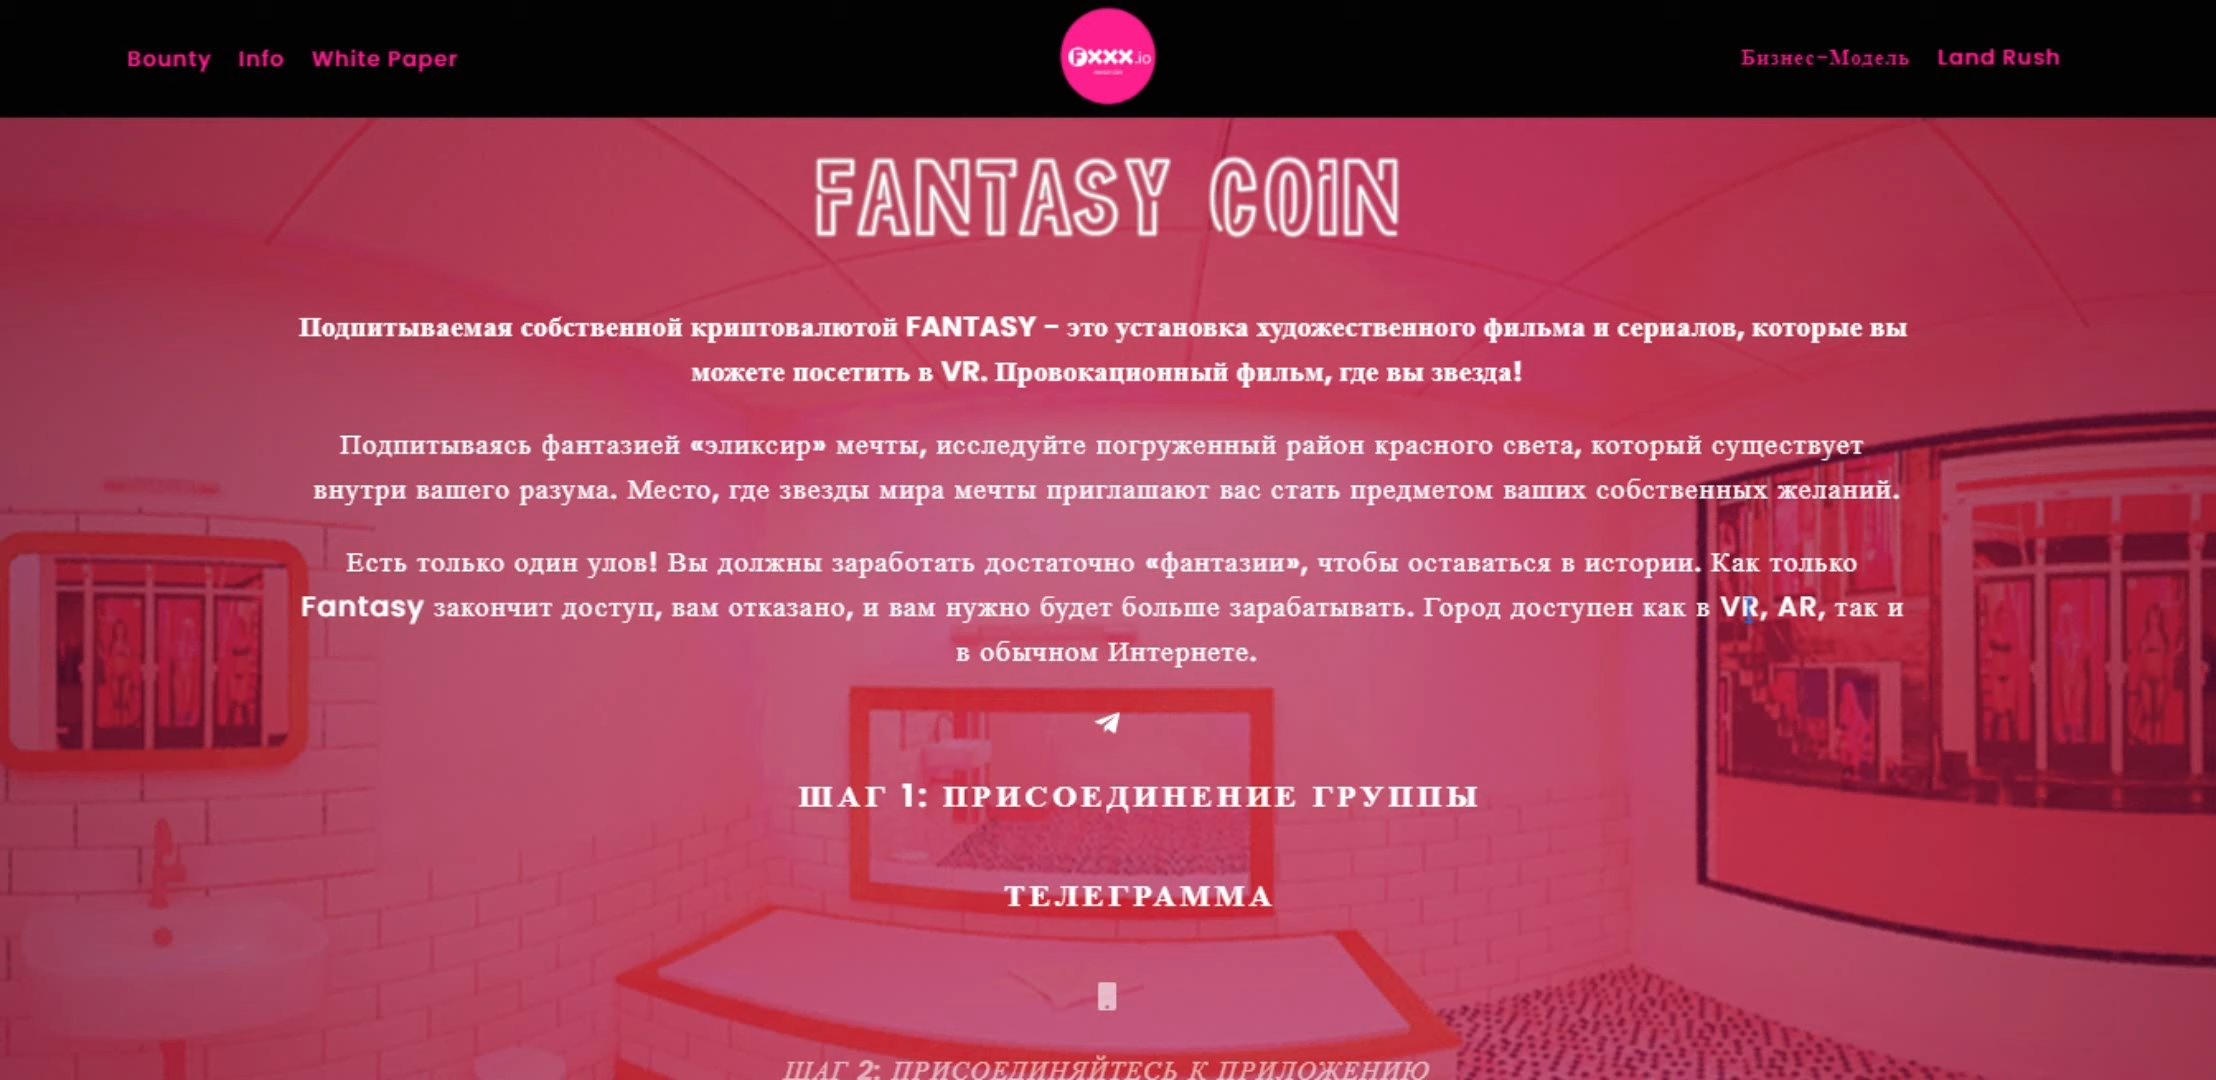 Bounty Info White Paper
Fxxx.io
Бизнес-Модель Land Rush
FANTASY COIN
Подпитываемая собственной криптовалютой FANTASY – это установка художественного фильма и сериалов, которые вы
можете посетить в VR. Провокационный фильм, где вы звезда!
Подпитываясь фантазией «эликсир» мечты, исследуйте погруженный район красного света, который существует
внутри вашего разума. Место, где звезды мира мечты приглашают вас стать предметом ваших собственных желаний.
Есть только один улов! Вы должны заработать достаточно «фантазии», чтобы оставаться в истории. Как только
Fantasy закончит доступ, вам отказано, и вам нужно будет больше зарабатывать. Город доступен как в VR, AR, так и
в обычном Интернете.
ШАГ 1: ПРИСОЕДИНЕНИЕ ГРУППЫ
ТЕЛЕГРАММА
ШАГ 2: ПРИСОЕДИНЯЙТЕСЬ К ПРИЛОЖЕНИЮ